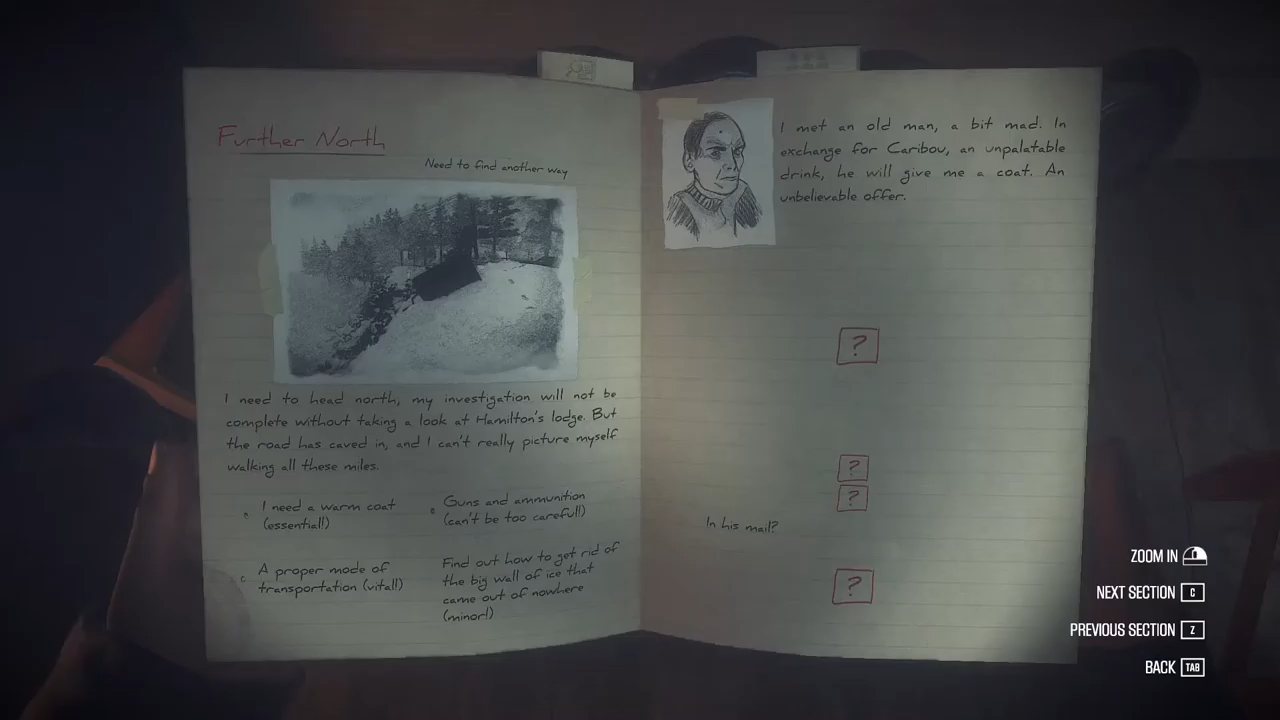 Further North
Need to find another way
I need to head north, my investigation will not be
complete without taking a look at Hamilton's lodge. But
the road has caved in, and I can't really picture myself
walking all these miles.
I need a warm coat
(essential!)
Guns and ammunition
(can't be too careful!)
A proper mode of
transportation (vital!)
Find out how to get rid of
the big wall of ice that
came out of nowhere
(minor!)
I met an old man, a bit mad. In
exchange for Caribou, an unpalatable
drink, he will give me a coat. An
unbelievable offer.
?
?
?
In his mail?
?
ZOOM IN
NEXT SECTION C
PREVIOUS SECTION Z
BACK TAB